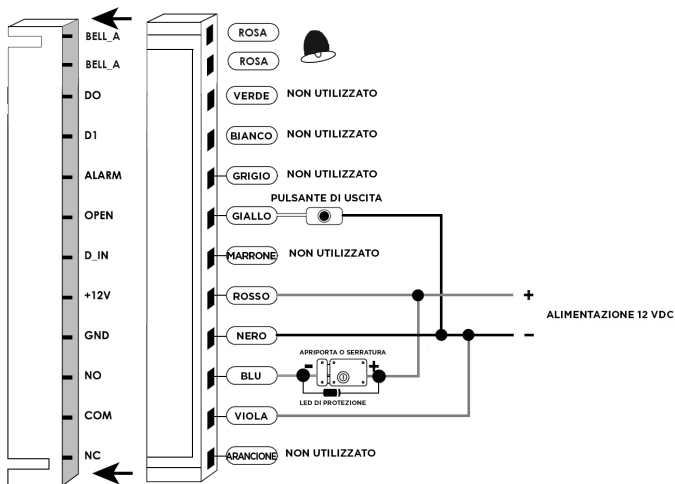 BELL_A
ROSA
BELL_A
ROSA
DO
VERDE
NON UTILIZZATO
D1
BIANCO
NON UTILIZZATO
ALARM
GRIGIO
NON UTILIZZATO
PULSANTE DI USCITA
OPEN
GIALLO
D_IN
MARRONE
NON UTILIZZATO
+12V
ROSSO
+
ALIMENTAZIONE 12 VDC
GND
NERO
-
APRIPORTA O SERRATURA
NO
BLU
- +
LED DI PROTEZIONE
COM
VIOLA
NC
ARANCIONE
NON UTILIZZATO